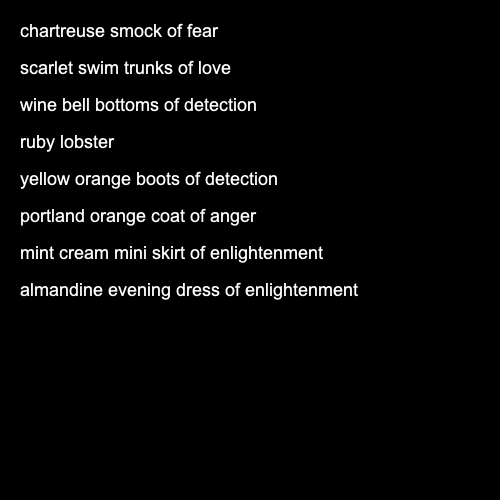 chartreuse smock of fear
scarlet swim trunks of love
wine bell bottoms of detection
ruby lobster
yellow orange boots of detection
portland orange coat of anger
mint cream mini skirt of enlightenment
almandine evening dress of enlightenment